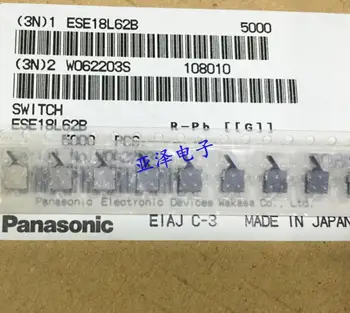 (3N)1 ESE18L62B 5000
(3N)2 W062203S 108010
SWITCH
ESE18L62B R-Pb [[G]]
5000 PCS
亚泽电子
Panasonic Electronic Devices Wakasa Co., Ltd.
Panasonic EIAJ C-3 MADE IN JAPAN